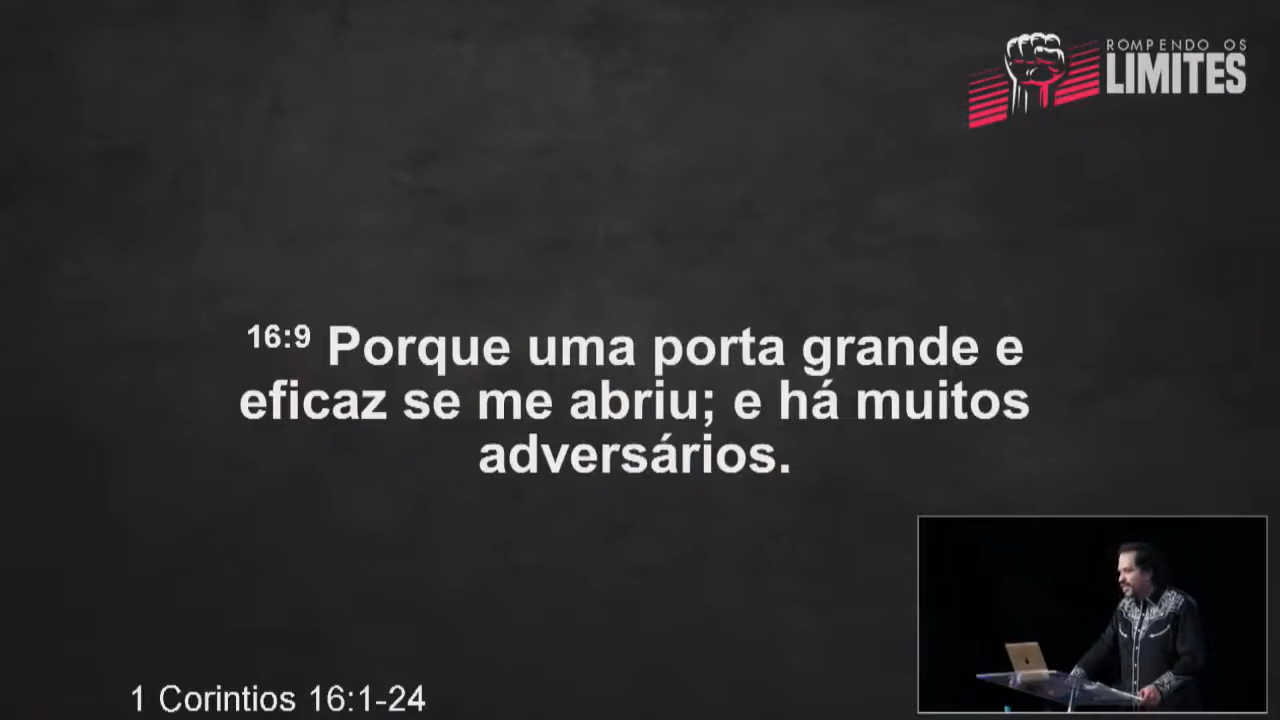 ROMPENDO OS
LIMITES
16:9 Porque uma porta grande e
eficaz se me abriu; e há muitos
adversários.
1 Corintios 16:1-24